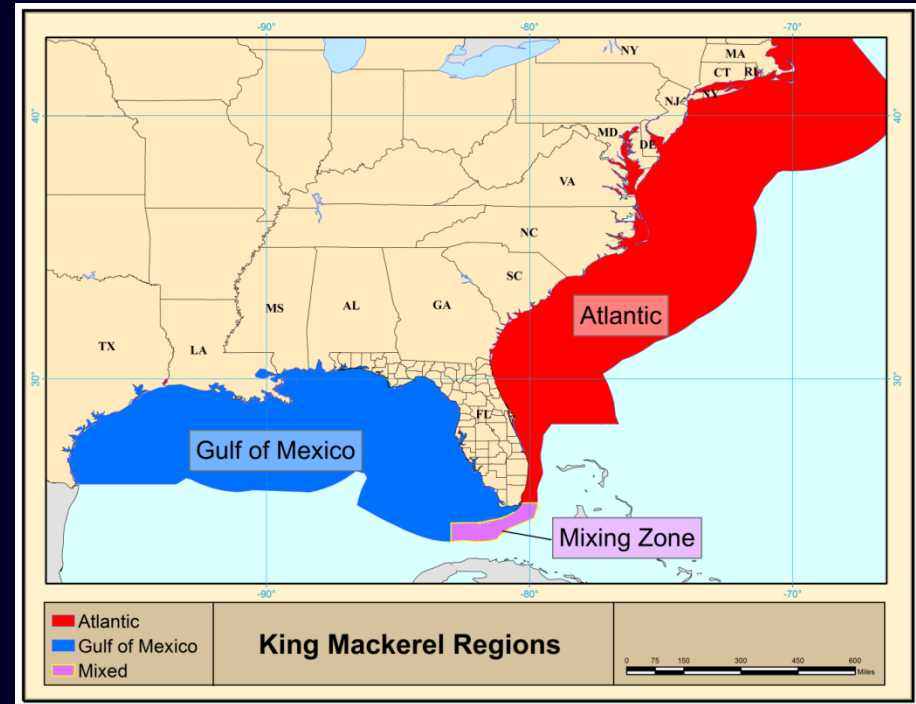 -90°
-80°
-70°
NY
MA
CT
RI
NY
NJ
40°
40°
MD
DE
VA
NC
SC
MS
AL
GA
Atlantic
TX
LA
30°
30°
FL
Gulf of Mexico
Mixing Zone
-90°
-80°
-70°
Atlantic
Gulf of Mexico
Mixed
King Mackerel Regions
0 75 150 300 450 600
Miles